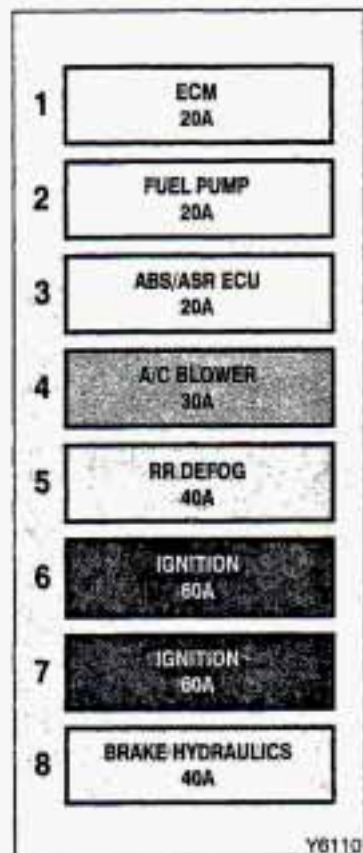 1 ECM
20A
2 FUEL PUMP
20A
3 ABS/ASR ECU
20A
4 A/C BLOWER
30A
5 RR.DEFOG
40A
6 IGNITION
60A
7 IGNITION
60A
8 BRAKE HYDRAULICS
40A
Y6110